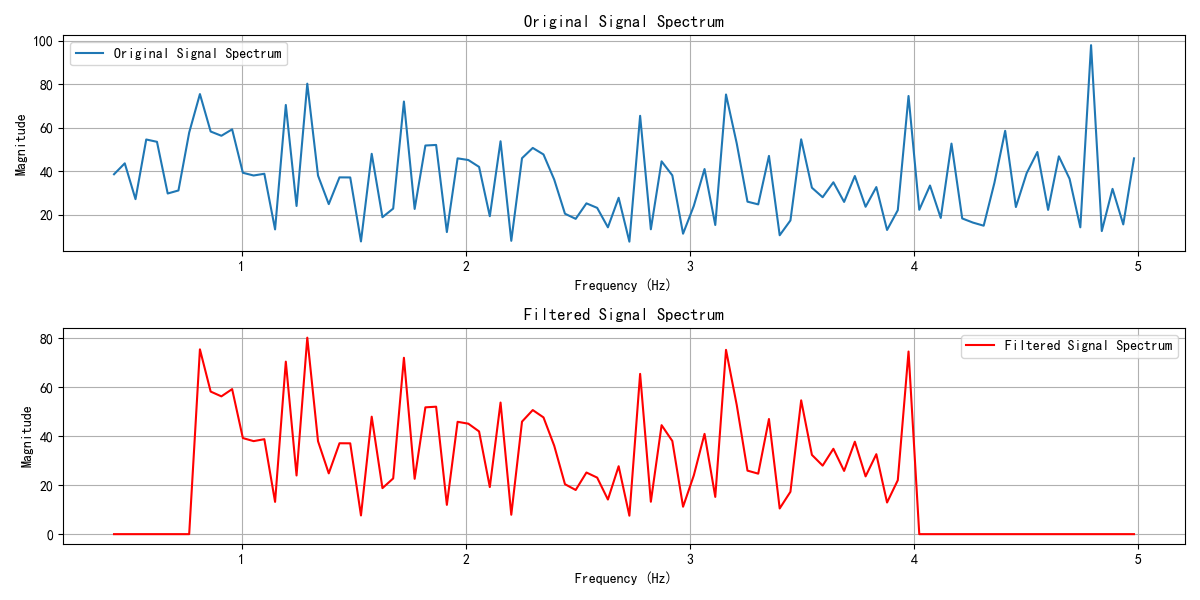 Original Signal Spectrum
Magnitude
100
80
60
40
20
Original Signal Spectrum
1
2
3
4
5
Frequency (Hz)
Filtered Signal Spectrum
Magnitude
80
60
40
20
0
Filtered Signal Spectrum
1
2
3
4
5
Frequency (Hz)